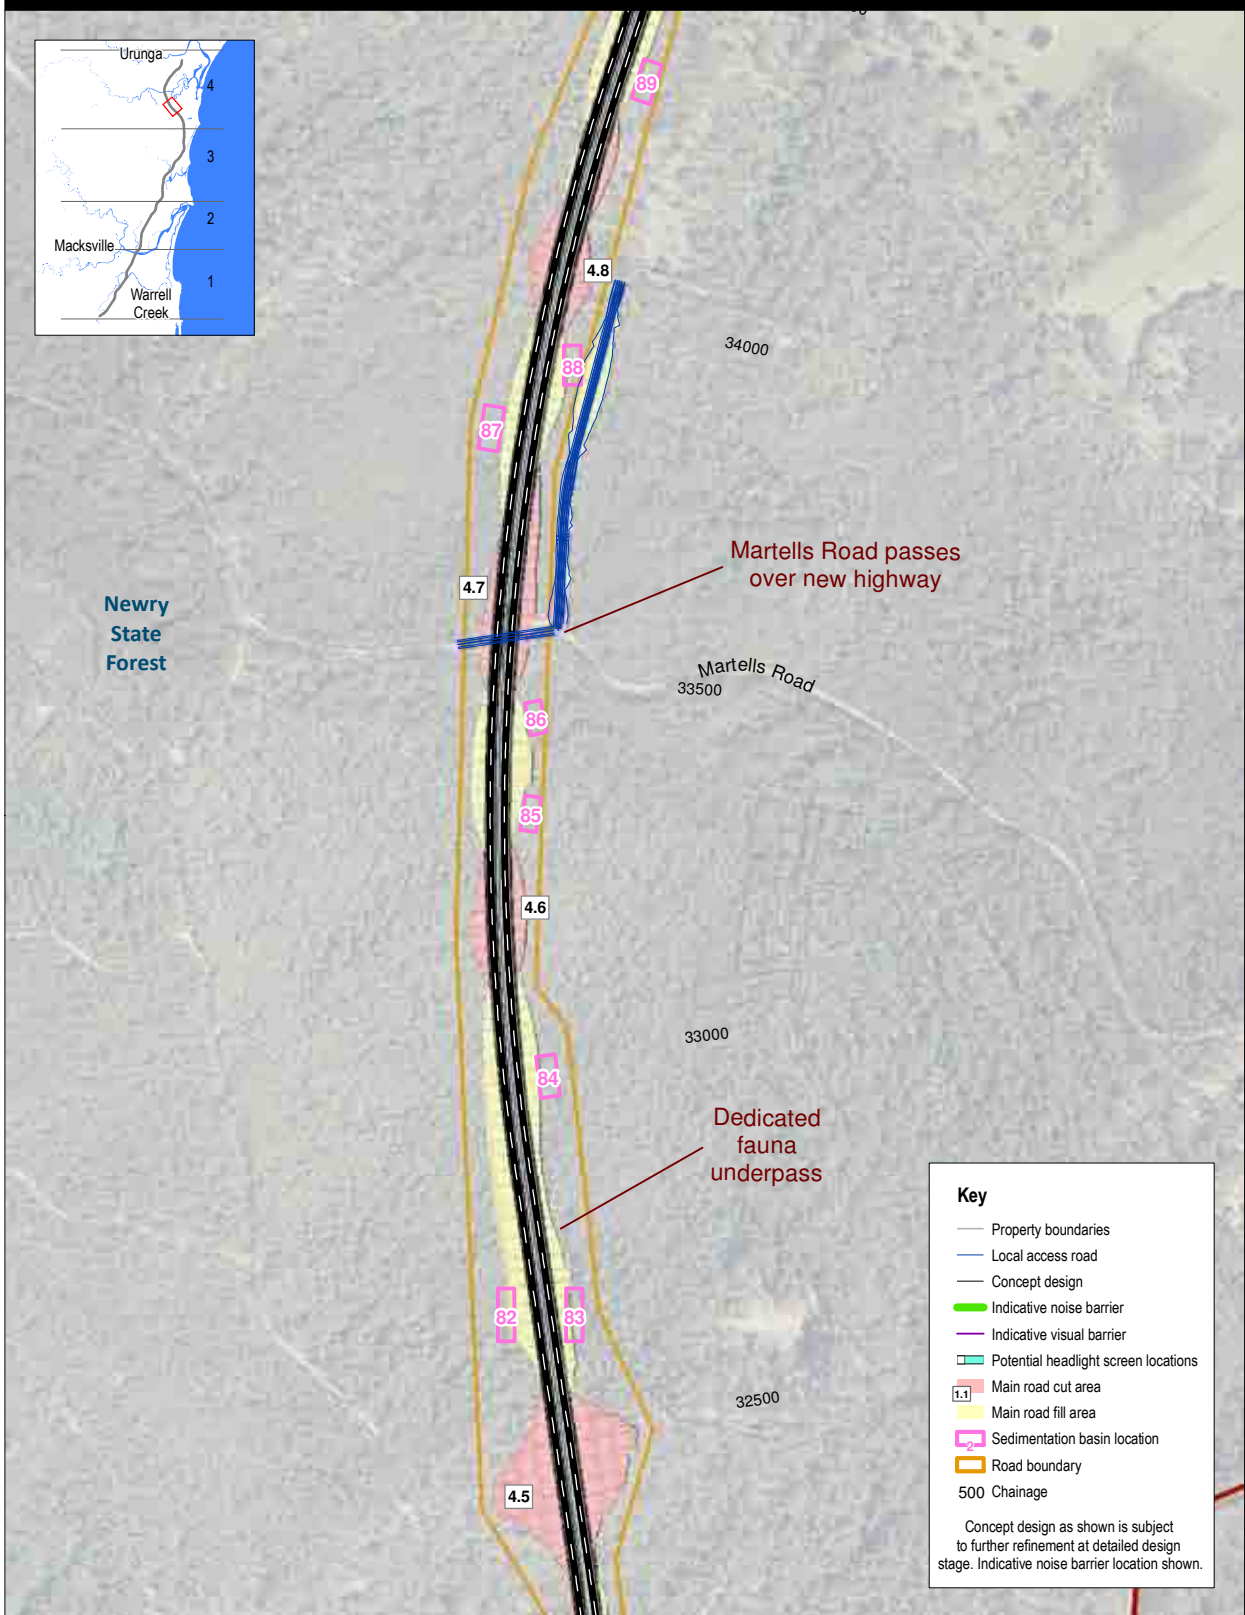 Urunga
4
3
2
Macksville
1
Warrell
Creek
89
4.8
34000
88
87
Martells Road passes
over new highway
4.7
Newry
State
Forest
Martells Road
33500
86
85
4.6
33000
84
Dedicated
fauna
underpass
82
83
32500
4.5
Key
Property boundaries
Local access road
Concept design
Indicative noise barrier
Indicative visual barrier
Potential headlight screen locations
1.1 Main road cut area
Main road fill area
2 Sedimentation basin location
Road boundary
500 Chainage
Concept design as shown is subject
to further refinement at detailed design
stage. Indicative noise barrier location shown.